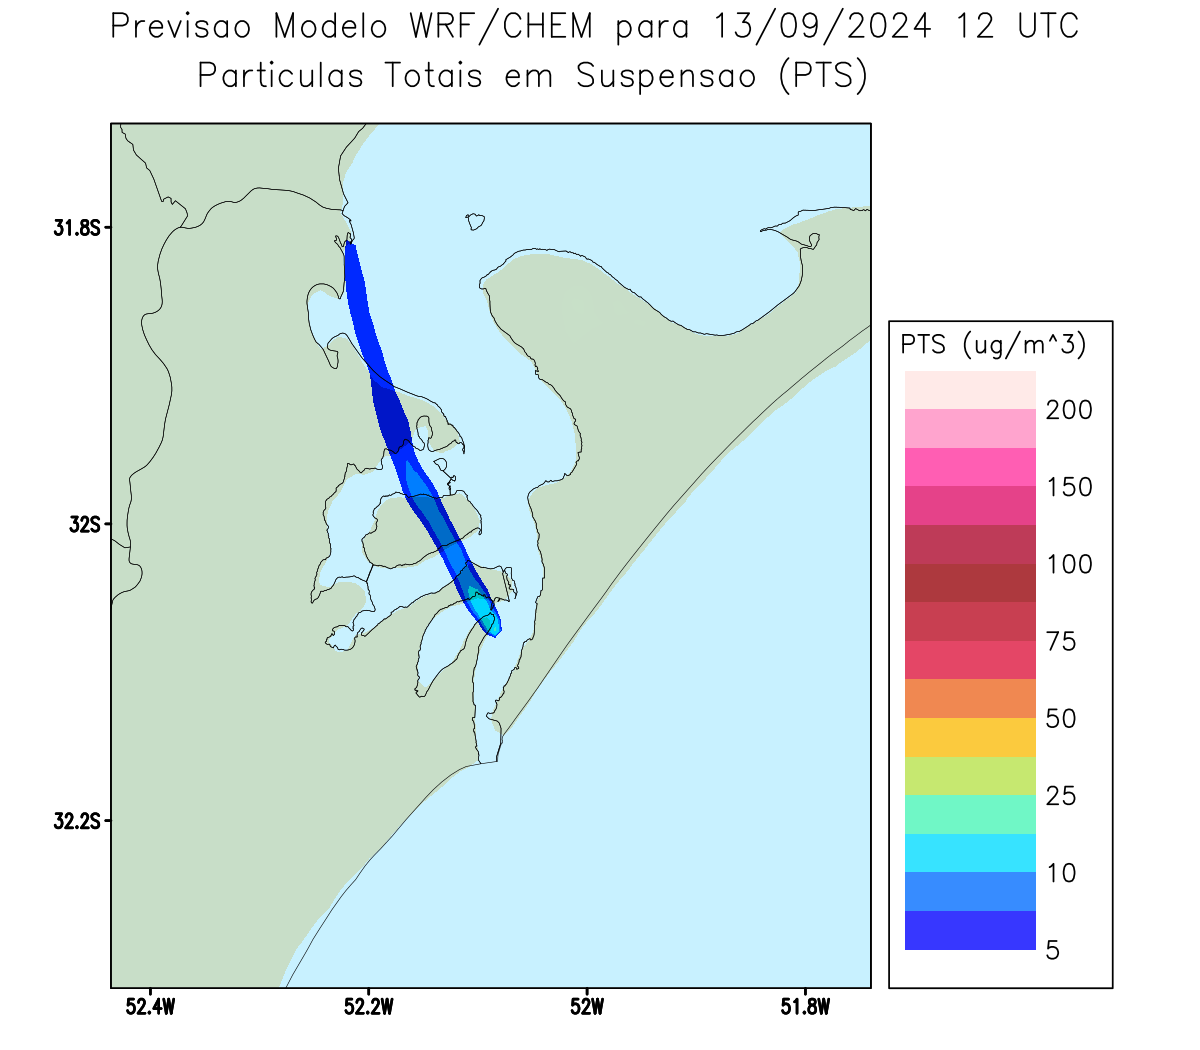 Previsao Modelo WRF/CHEM para 13/09/2024 12 UTC
Particulas Totais em Suspensao (PTS)
31.8S
32S
32.2S
52.4W
52.2W
52W
51.8W
PTS (ug/m^3)
200
150
100
75
50
25
10
5